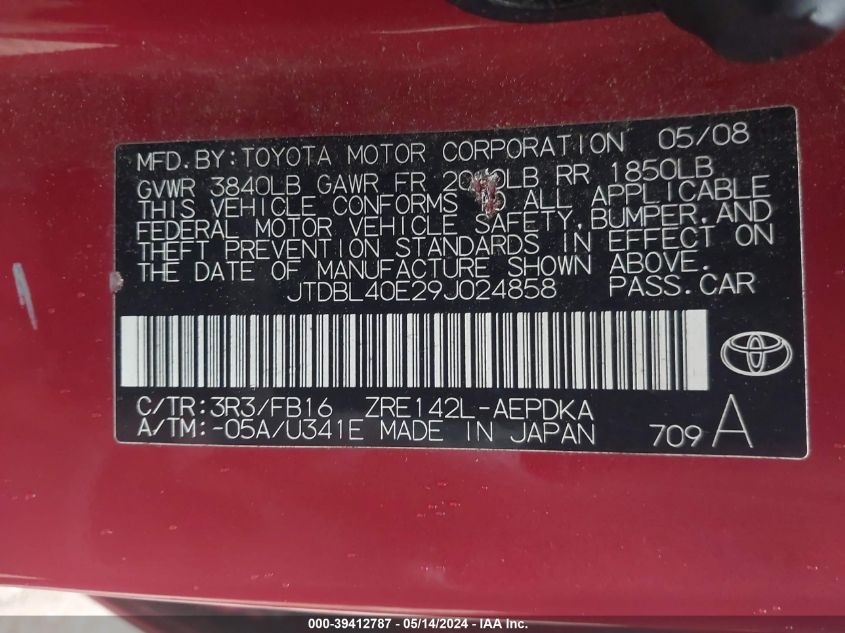 MFD.BY:TOYOTA MOTOR CORPORATION 05/08
GVWR 3840LB GAWR FR LB RR 1850LB
THIS VEHICLE CONFORMS TO ALL APPLICABLE
FEDERAL MOTOR VEHICLE SAFETY,BUMPER,AND
THEFT PREVENTION STANDARDS IN EFFECT ON
THE DATE OF MANUFACTURE SHOWN ABOVE.
JTDBL40E29J024858 PASS.CAR
C/TR:3R3/FB16 ZRE142L-AEPDKA
A/TM:-05A/U341E MADE IN JAPAN 709 A
000-39412787 - 05/14/2024 - IAA Inc.